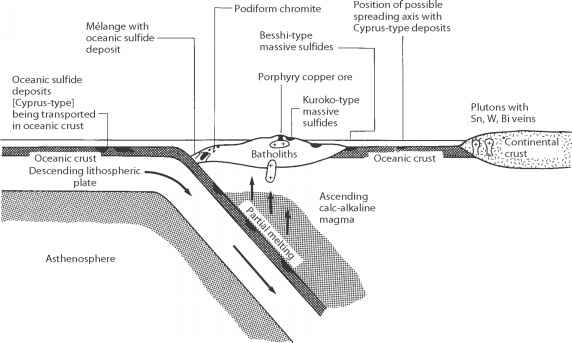 Podiform chromite
Position of possible
spreading axis with
Cyprus-type deposits
Mélange with
oceanic sulfide
deposit
Besshi-type
massive sulfides
Oceanic sulfide
deposits
[Cyprus-type]
being transported
in oceanic crust
Porphyry copper ore
Kuroko-type
massive
sulfides
Plutons with
Sn, W, Bi veins
Oceanic crust
Batholiths
Oceanic crust
Continental
crust
Descending lithospheric
plate
Partial melting
Ascending
calc-alkaline
magma
Asthenosphere